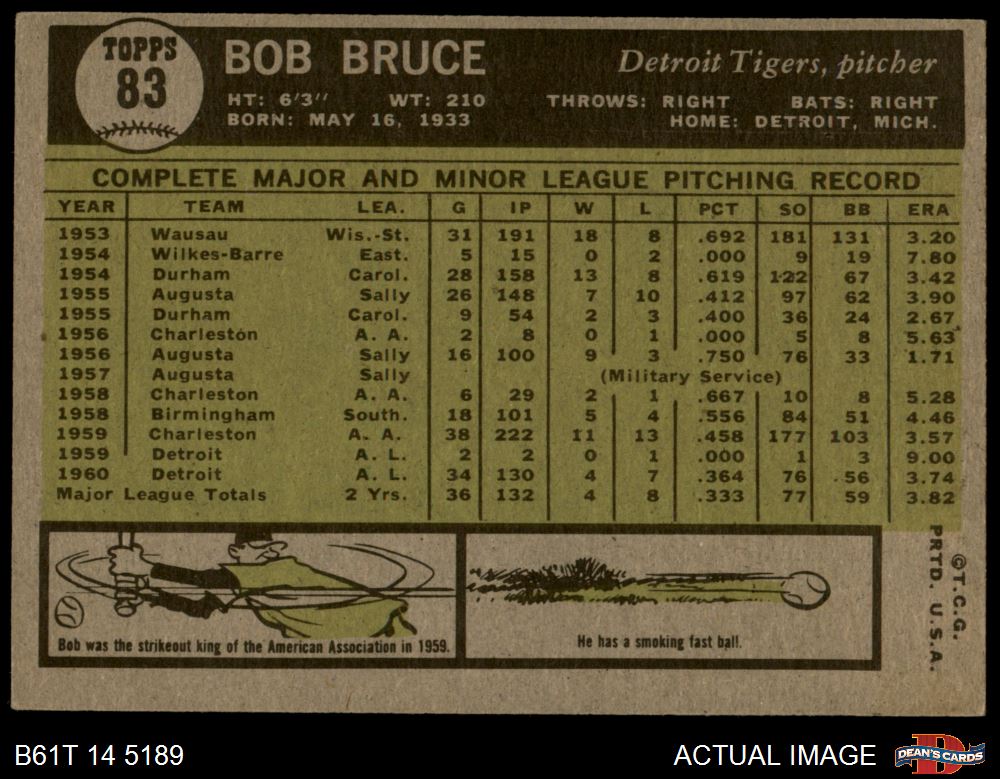 TOPPS
83
BOB BRUCE
Detroit Tigers, pitcher
HT: 6'3" WT: 210 THROWS: RIGHT BATS: RIGHT
BORN: MAY 16, 1933 HOME: DETROIT, MICH.
COMPLETE MAJOR AND MINOR LEAGUE PITCHING RECORD
YEAR TEAM LEA. G IP W L PCT SO BB ERA
1953 Wausau Wis.-St. 31 191 18 8 .692 181 131 3.20
1954 Wilkes-Barre East. 5 15 0 2 .000 9 19 7.80
1954 Durham Carol. 28 158 13 8 .619 122 67 3.42
1955 Augusta Sally 26 148 7 10 .412 97 62 3.90
1955 Durham Carol. 9 54 2 3 .400 36 24 2.67
1956 Charleston A. A. 2 8 0 1 .000 5 8 5.63
1956 Augusta Sally 16 100 9 3 .750 76 33 1.71
1957 Augusta Sally (Military Service)
1958 Charleston A. A. 6 29 2 1 .667 10 8 5.28
1958 Birmingham South. 18 101 5 4 .556 84 51 4.46
1959 Charleston A. A. 38 222 11 13 .458 177 103 3.57
1959 Detroit A. L. 2 2 0 1 .000 1 3 9.00
1960 Detroit A. L. 34 130 4 7 .364 76 56 3.74
Major League Totals 2 Yrs. 36 132 4 8 .333 77 59 3.82
Bob was the strikeout king of the American Association in 1959.
He has a smoking fast ball.
©T.C.G.
PRTD. U.S.A.
B61T 14 5189
ACTUAL IMAGE
D
DEAN'S CARDS